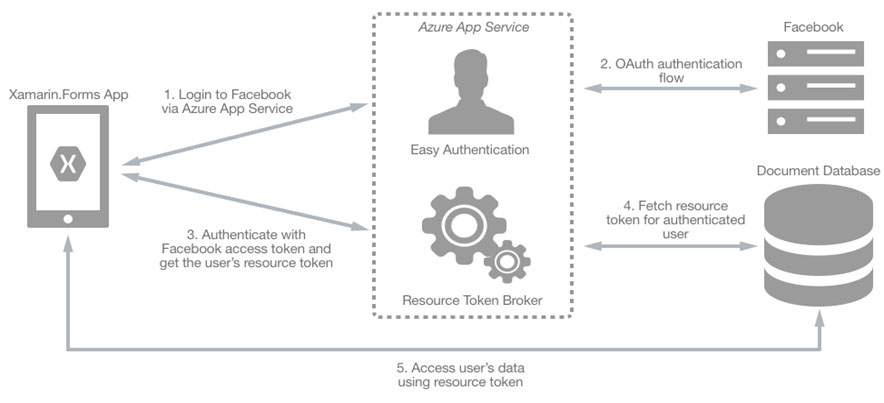 Azure App Service
Facebook
2. OAuth authentication
flow
Xamarin.Forms App
1. Login to Facebook
via Azure App Service
X
Easy Authentication
Document Database
3. Authenticate with
Facebook access token and
get the user's resource token
4. Fetch resource
token for authenticated
user
Resource Token Broker
5. Access user's data
using resource token